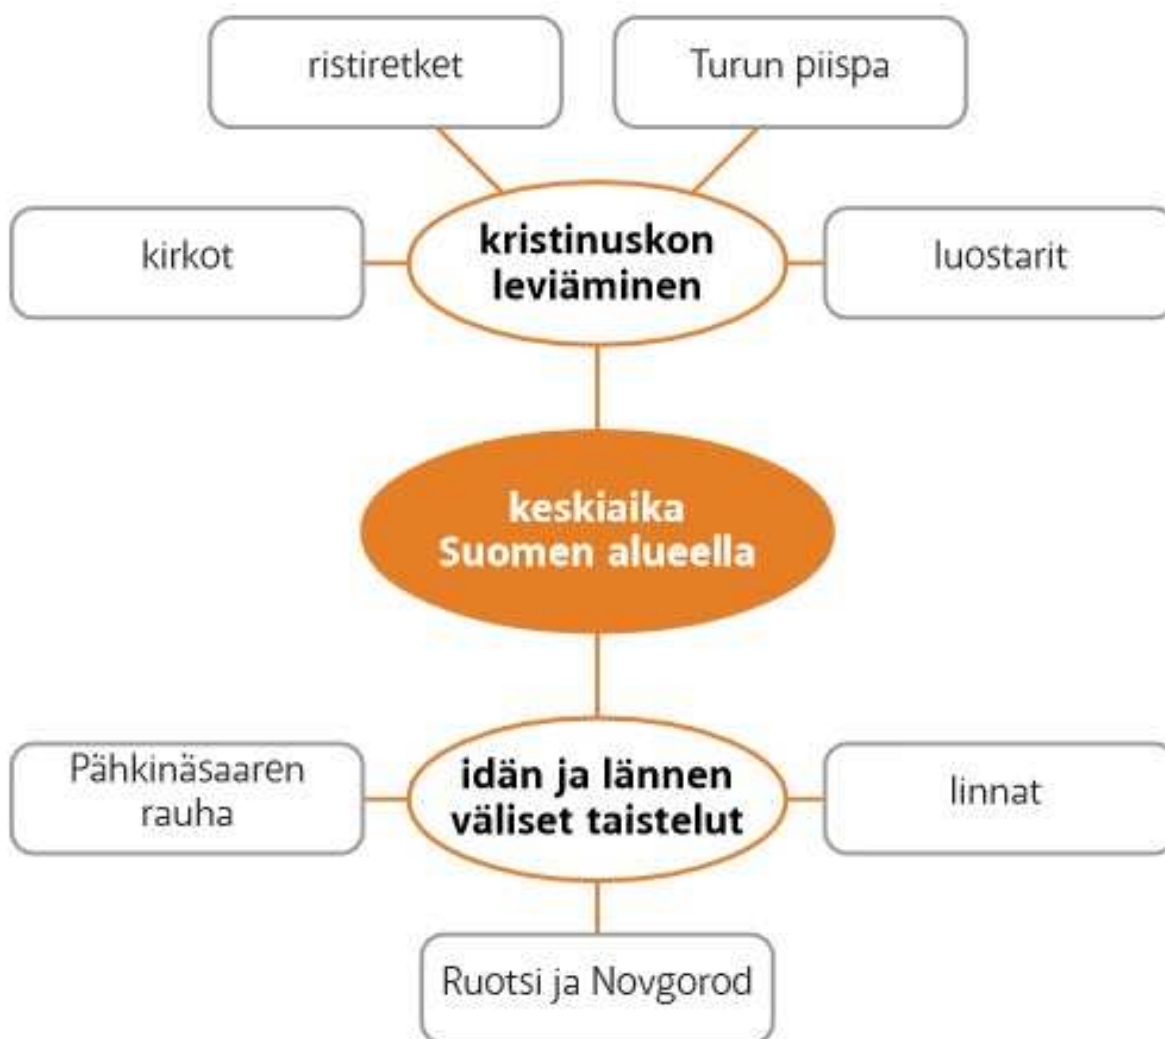 ristiretket
Turun piispa
kirkot
kristinuskon
leviäminen
luostarit
keskiaika
Suomen alueella
Pähkinäsaaren
rauha
idän ja lännen
väliset taistelut
linnat
Ruotsi ja Novgorod